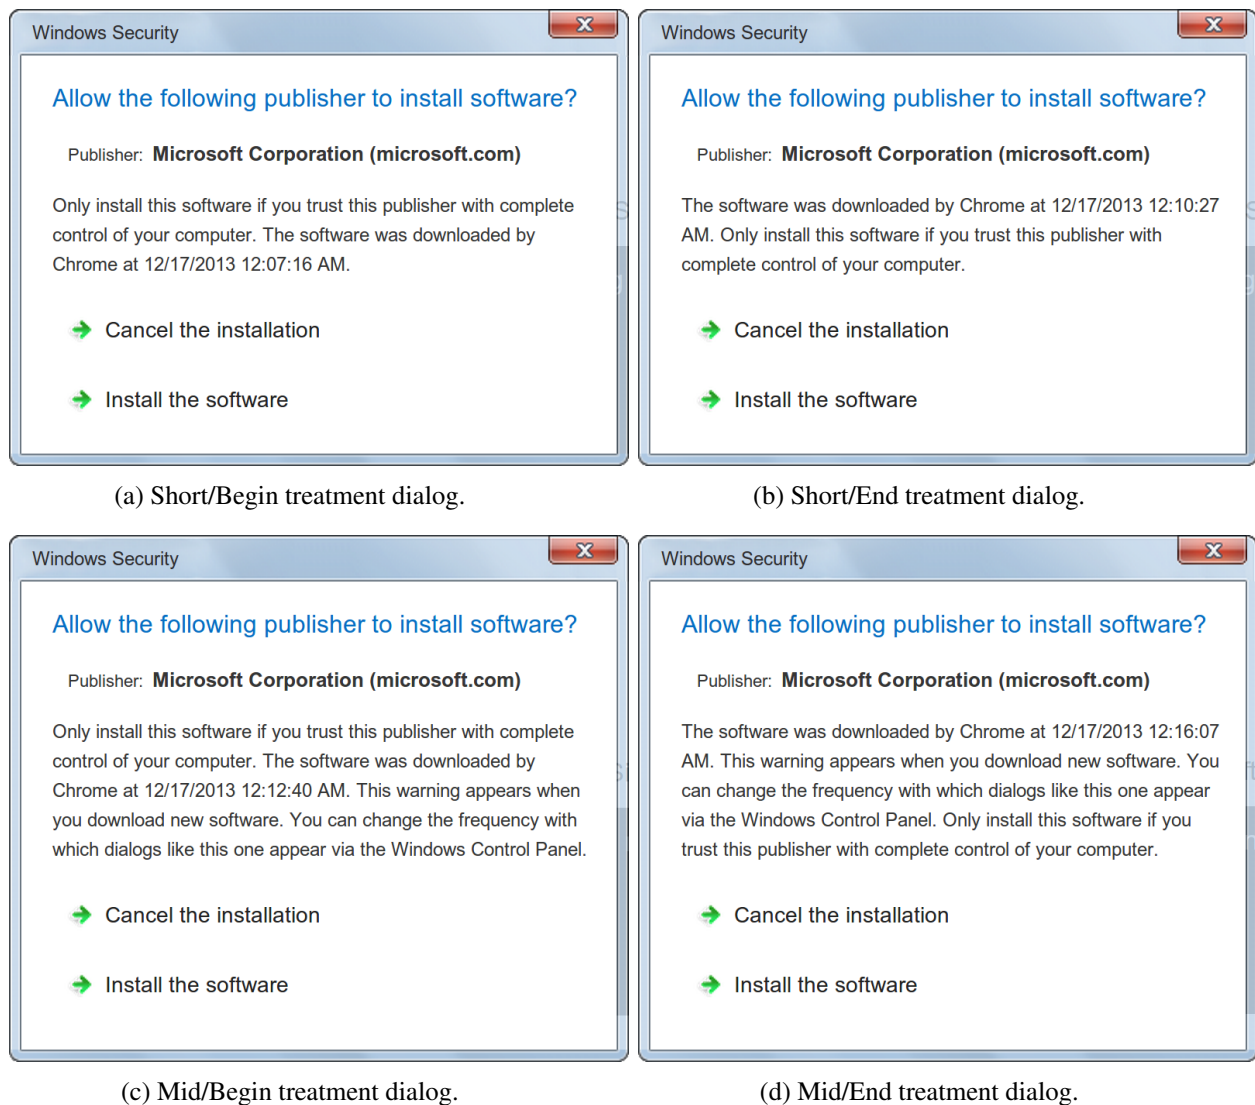 Windows Security
Allow the following publisher to install software?
Publisher: Microsoft Corporation (microsoft.com)
Only install this software if you trust this publisher with complete
control of your computer. The software was downloaded by
Chrome at 12/17/2013 12:07:16 AM.
Cancel the installation
Install the software
(a) Short/Begin treatment dialog.
Windows Security
Allow the following publisher to install software?
Publisher: Microsoft Corporation (microsoft.com)
The software was downloaded by Chrome at 12/17/2013 12:10:27
AM. Only install this software if you trust this publisher with
complete control of your computer.
Cancel the installation
Install the software
(b) Short/End treatment dialog.
Windows Security
Allow the following publisher to install software?
Publisher: Microsoft Corporation (microsoft.com)
Only install this software if you trust this publisher with complete
control of your computer. The software was downloaded by
Chrome at 12/17/2013 12:12:40 AM. This warning appears when
you download new software. You can change the frequency with
which dialogs like this one appear via the Windows Control Panel.
Cancel the installation
Install the software
(c) Mid/Begin treatment dialog.
Windows Security
Allow the following publisher to install software?
Publisher: Microsoft Corporation (microsoft.com)
The software was downloaded by Chrome at 12/17/2013 12:16:07
AM. This warning appears when you download new software. You
can change the frequency with which dialogs like this one appear
via the Windows Control Panel. Only install this software if you
trust this publisher with complete control of your computer.
Cancel the installation
Install the software
(d) Mid/End treatment dialog.